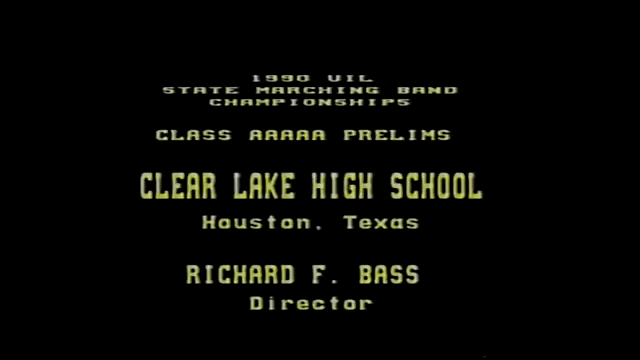 1990 UIL
STATE MARCHING BAND
CHAMPIONSHIPS
CLASS AAAAA PRELIMS
CLEAR LAKE HIGH SCHOOL
Houston, Texas
RICHARD F. BASS
Director